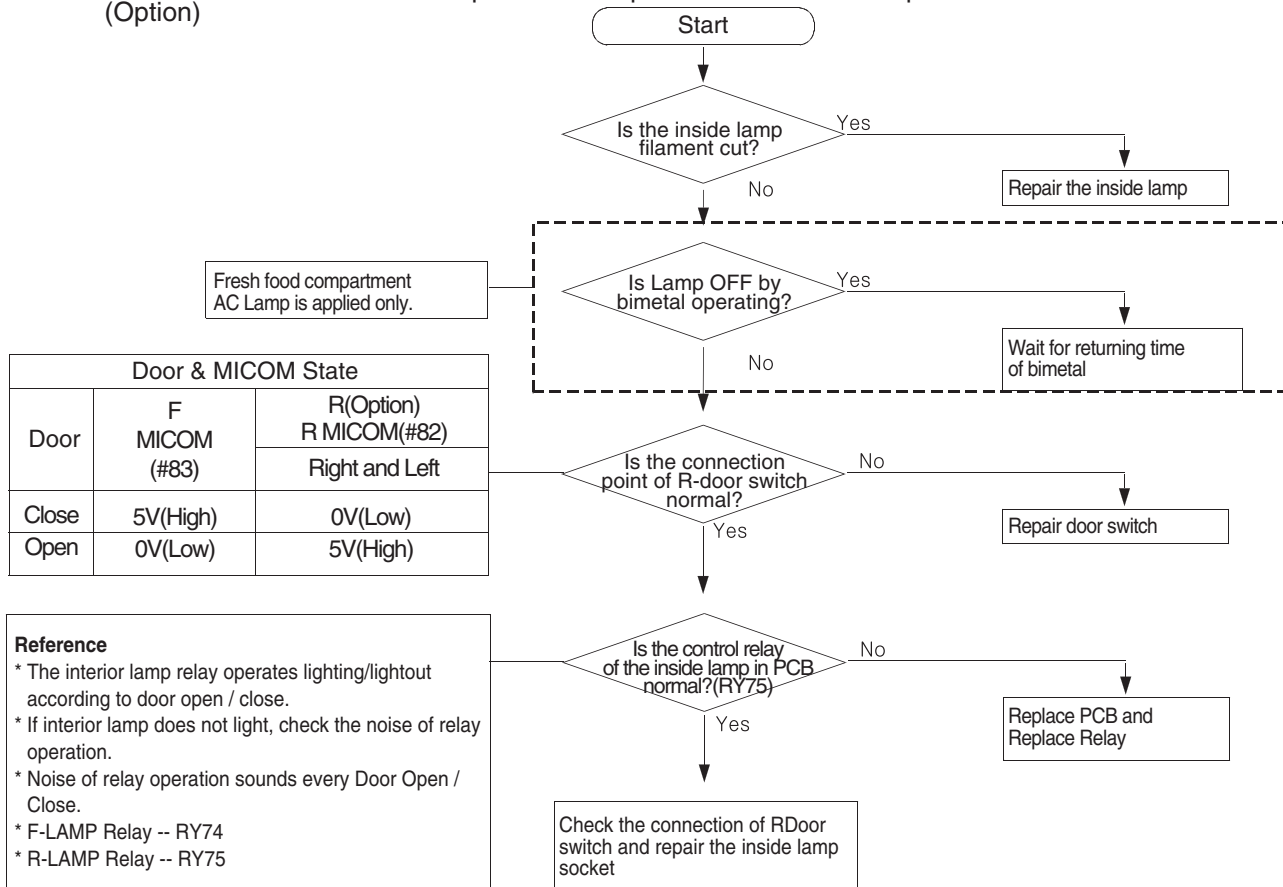 (Option)
Start
Is the inside lamp
filament cut?
Yes
No
Repair the inside lamp
Fresh food compartment
AC Lamp is applied only.
Is Lamp OFF by
bimetal operating?
Yes
No
Wait for returning time
of bimetal
Door & MICOM State
Door
F
MICOM
(#83)
R(Option)
R MICOM(#82)
Right and Left
Close
5V(High)
0V(Low)
Open
0V(Low)
5V(High)
Is the connection
point of R-door switch
normal?
No
Yes
Repair door switch
Reference
* The interior lamp relay operates lighting/lightout
according to door open / close.
* If interior lamp does not light, check the noise of relay
operation.
* Noise of relay operation sounds every Door Open /
Close.
* F-LAMP Relay -- RY74
* R-LAMP Relay -- RY75
Is the control relay
of the inside lamp in PCB
normal?(RY75)
No
Yes
Replace PCB and
Replace Relay
Check the connection of RDoor
switch and repair the inside lamp
socket